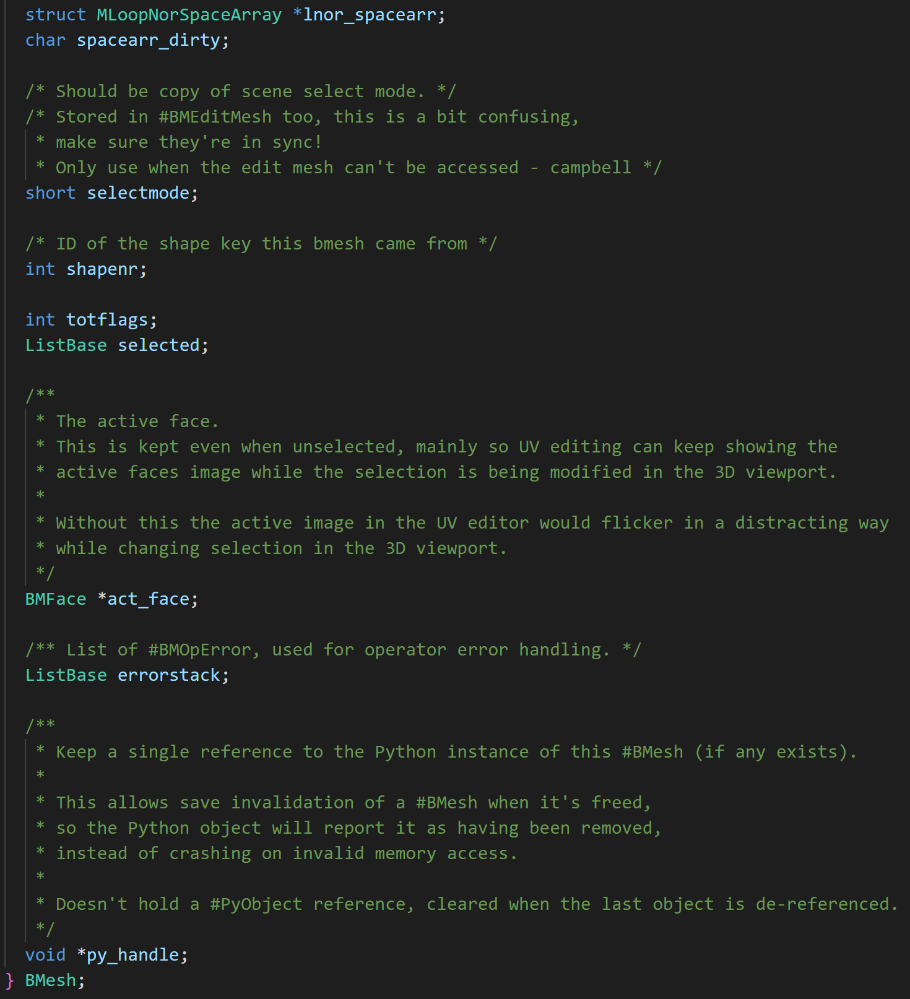 struct MLoopNorSpaceArray *lnor_spacearr;
char spacearr_dirty;
/* Should be copy of scene select mode. */
/* Stored in #BMEditMesh too, this is a bit confusing,
* make sure they're in sync!
* Only use when the edit mesh can't be accessed - campbell */
short selectmode;
/* ID of the shape key this bmesh came from */
int shapenr;
int totflags;
ListBase selected;
/**
* The active face.
* This is kept even when unselected, mainly so UV editing can keep showing the
* active faces image while the selection is being modified in the 3D viewport.
*
* Without this the active image in the UV editor would flicker in a distracting way
* while changing selection in the 3D viewport.
*/
BMFace *act_face;
/** List of #BMOpError, used for operator error handling. */
ListBase errorstack;
/**
* Keep a single reference to the Python instance of this #BMesh (if any exists).
*
* This allows save invalidation of a #BMesh when it's freed,
* so the Python object will report it as having been removed,
* instead of crashing on invalid memory access.
*
* Doesn't hold a #PyObject reference, cleared when the last object is de-referenced.
*/
void *py_handle;
} BMesh;